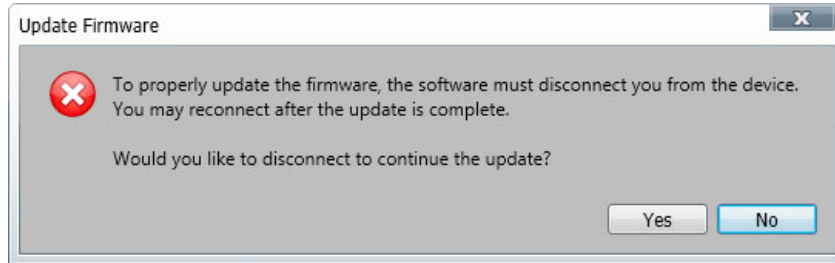 Update Firmware
To properly update the firmware, the software must disconnect you from the device.
You may reconnect after the update is complete.
Would you like to disconnect to continue the update?
Yes No